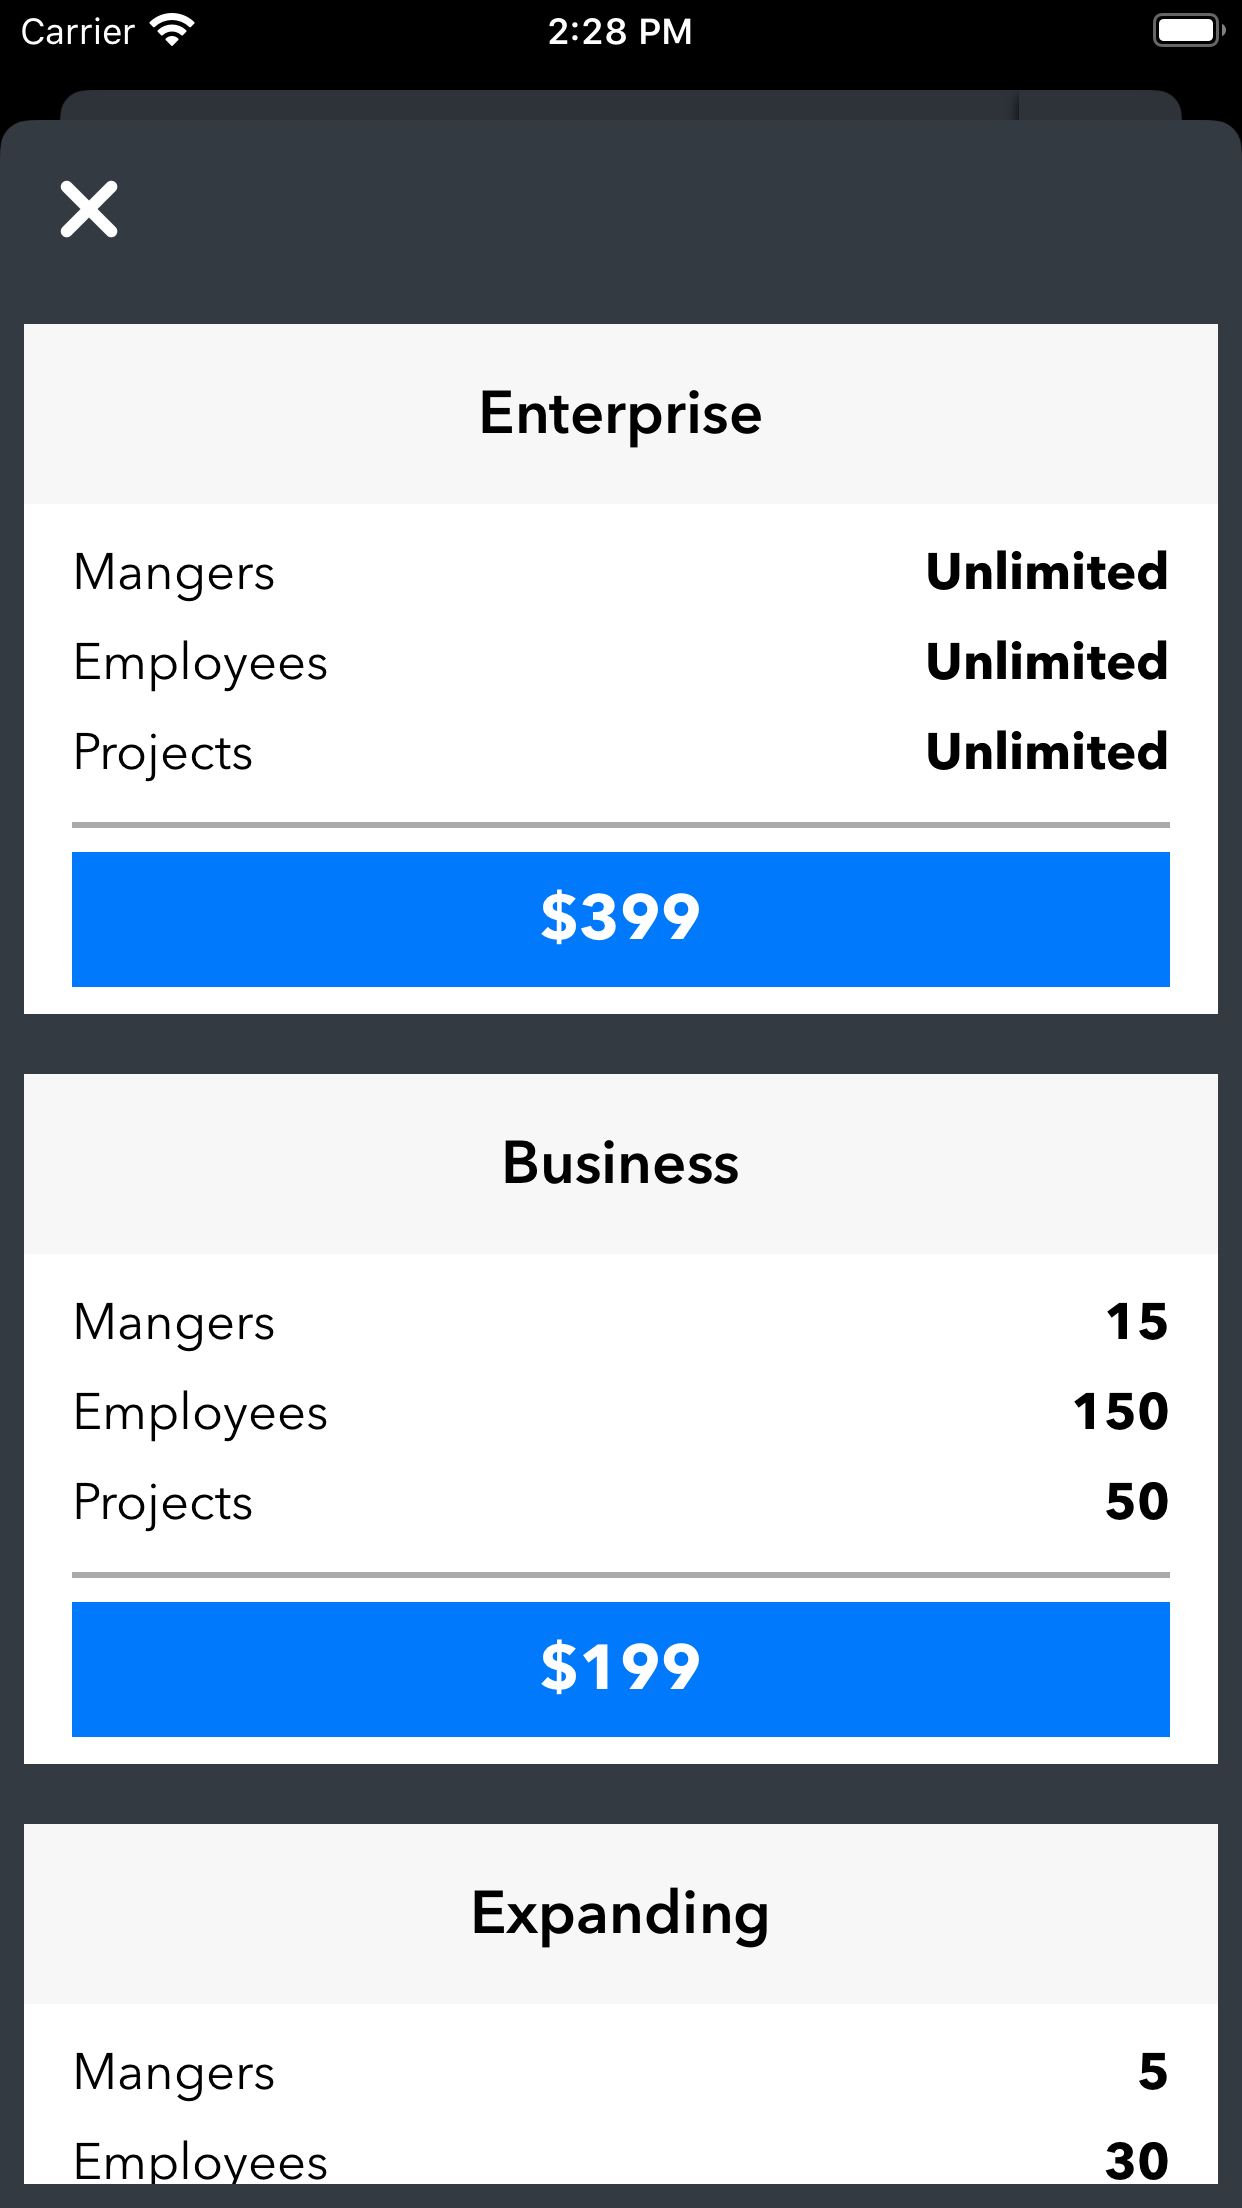 Carrier 2:28 PM
Enterprise
Mangers Unlimited
Employees Unlimited
Projects Unlimited
$399
Business
Mangers 15
Employees 150
Projects 50
$199
Expanding
Mangers 5
Employees 30